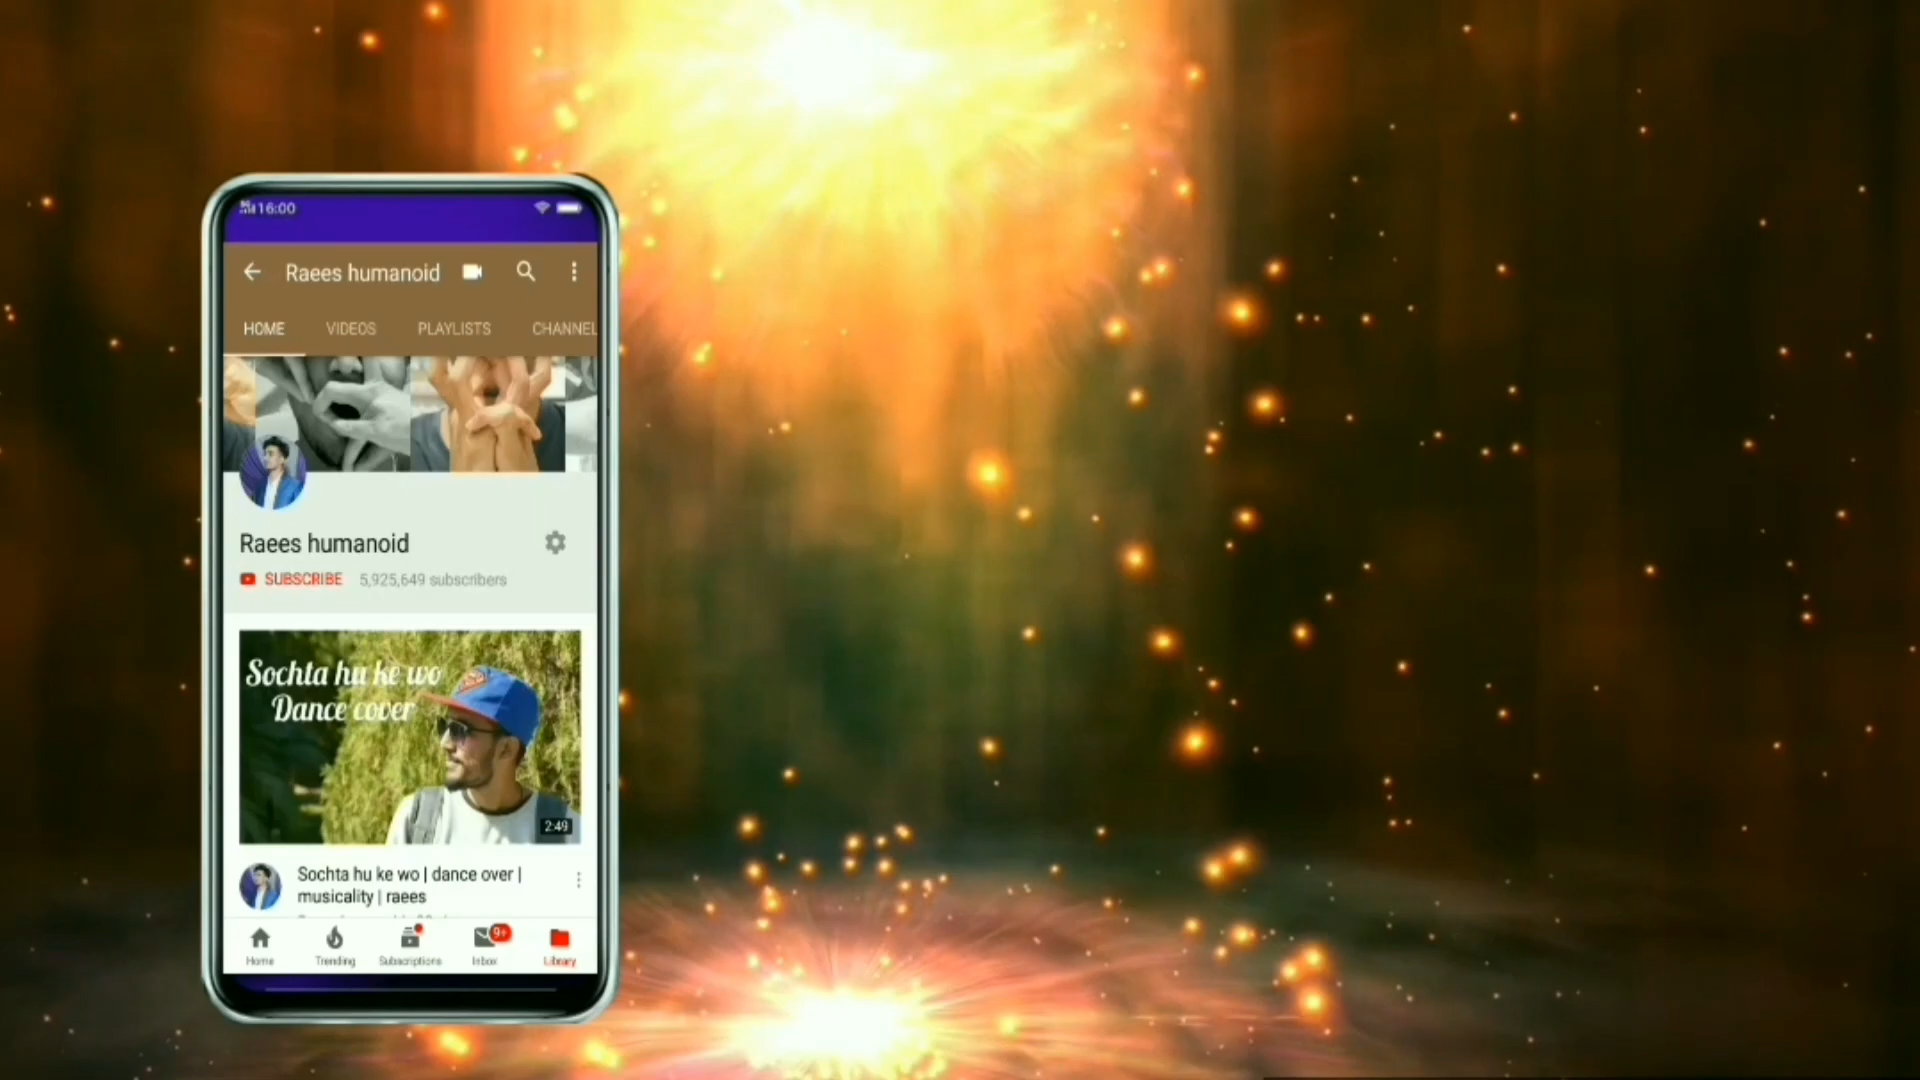 16:00
Raees humanoid
HOME VIDEOS PLAYLISTS CHANNEL
Raees humanoid
SUBSCRIBE 5,925,649 subscribers
Sochta hu ke wo
Dance cover
2:49
Sochta hu ke wo | dance over |
musicality | raees
9+
Home Trending Subscriptions Inbox Library